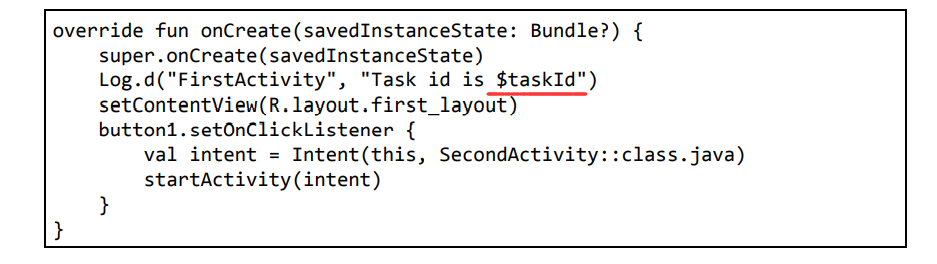 override fun onCreate(savedInstanceState: Bundle?) {
    super.onCreate(savedInstanceState)
    Log.d("FirstActivity", "Task id is $taskId")
    setContentView(R.layout.first_layout)
    button1.setOnClickListener {
        val intent = Intent(this, SecondActivity::class.java)
        startActivity(intent)
    }
}